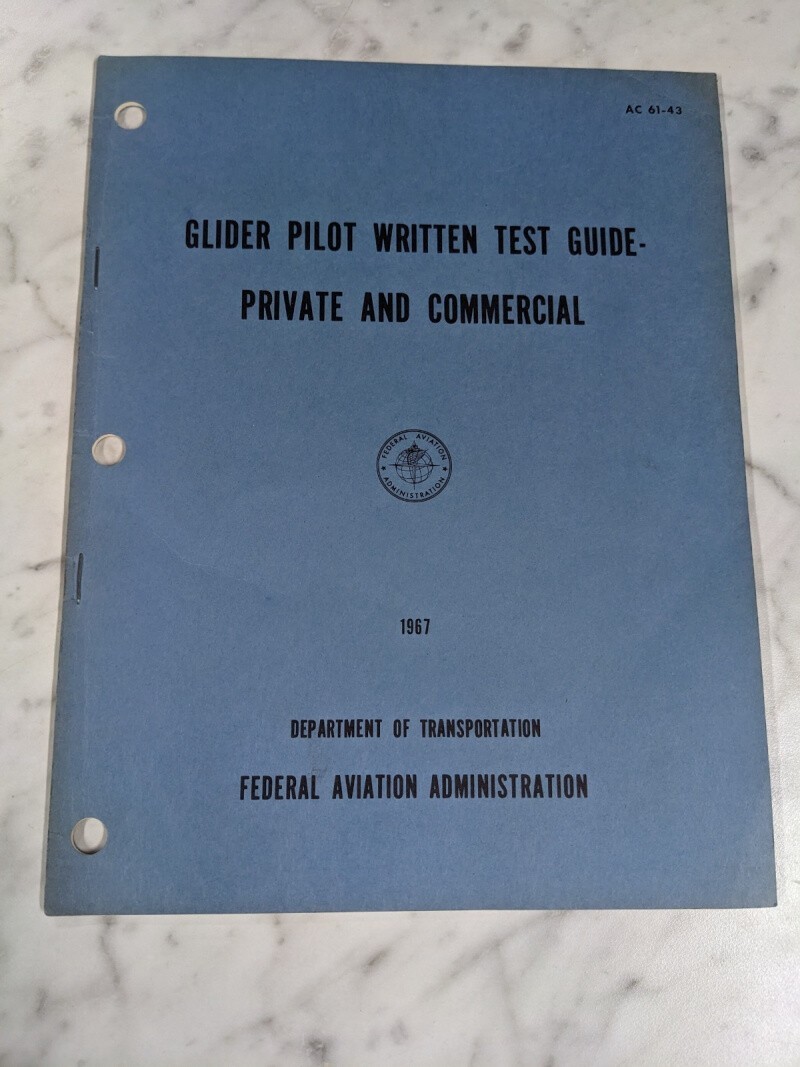 AC 61-43
GLIDER PILOT WRITTEN TEST GUIDE-
PRIVATE AND COMMERCIAL
FEDERAL AVIATION
ADMINISTRATION
1967
DEPARTMENT OF TRANSPORTATION
FEDERAL AVIATION ADMINISTRATION